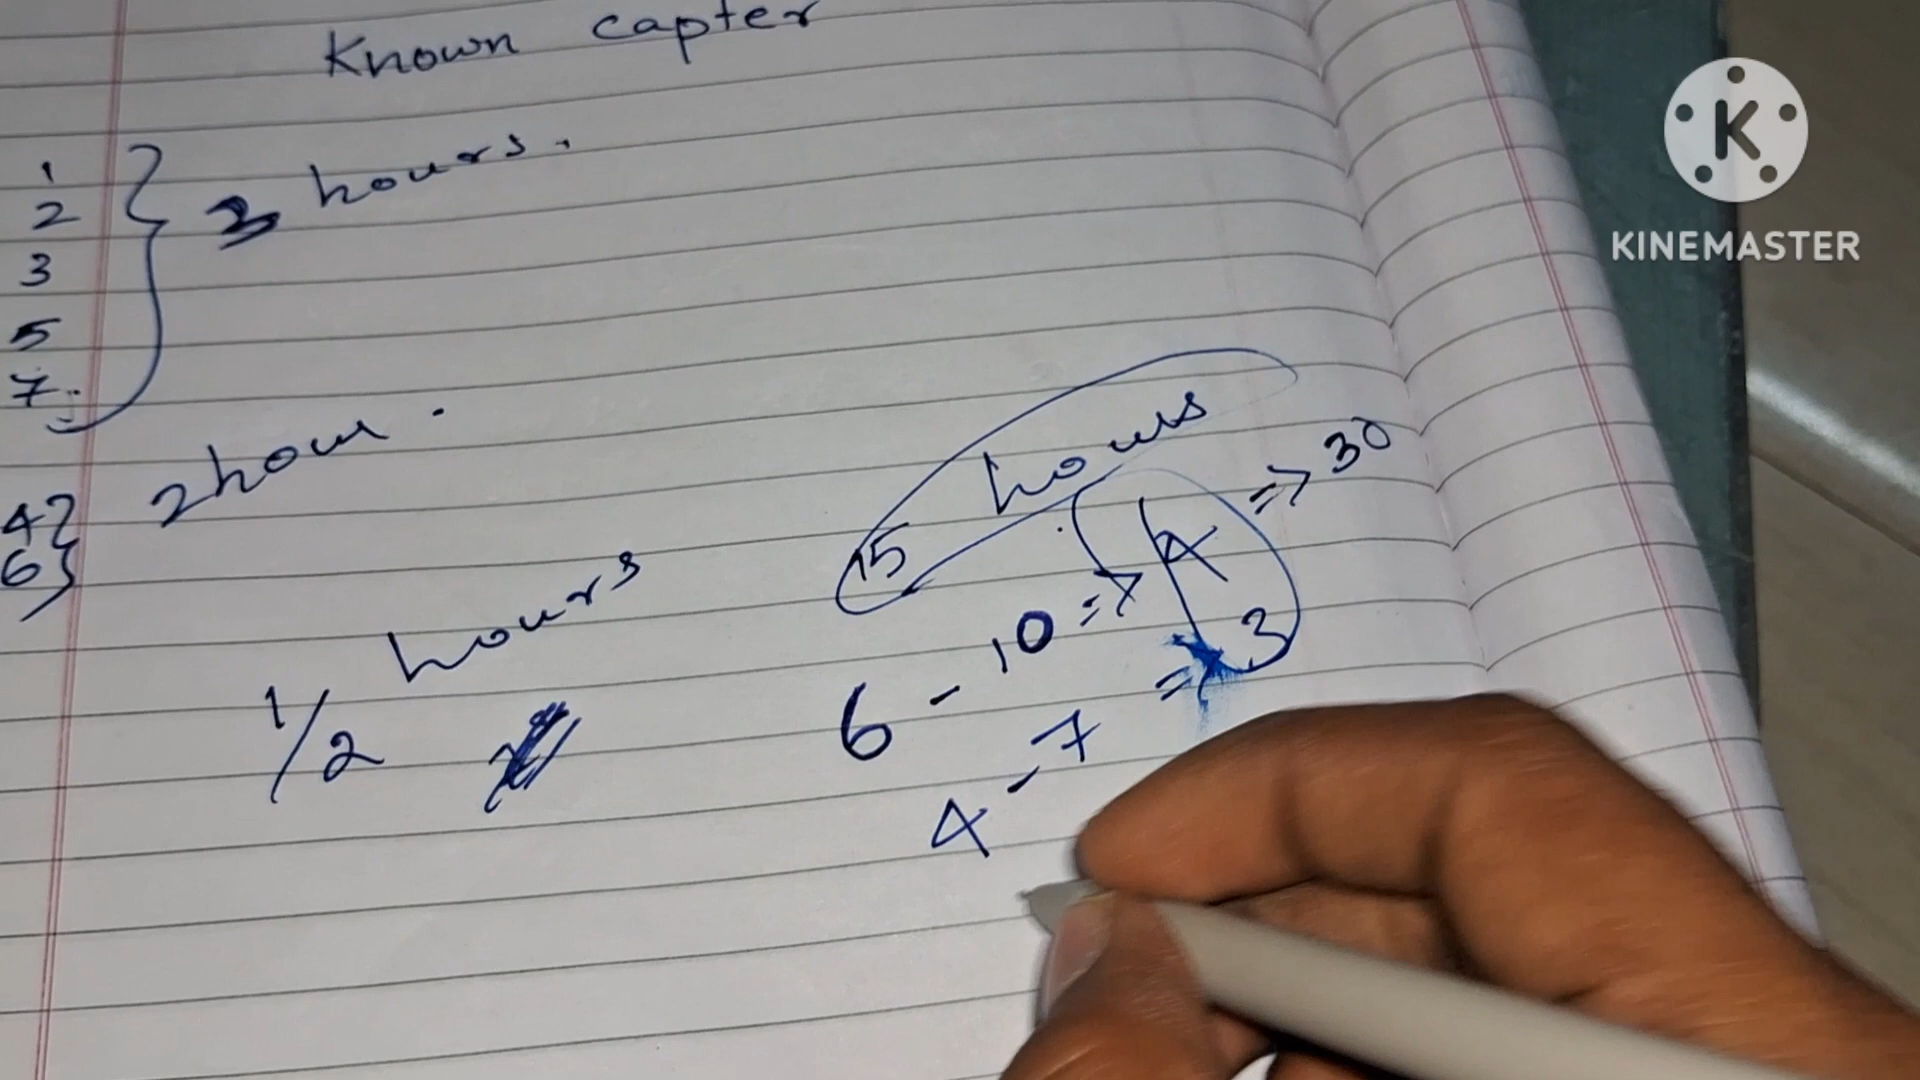 Known capter
1
2
3
5
7
3 hours.
4
6
2 hour.
1/2 hours
15 hours
6 - 10 => 4 => 30
4 - 7 => 3
K
KINEMASTER